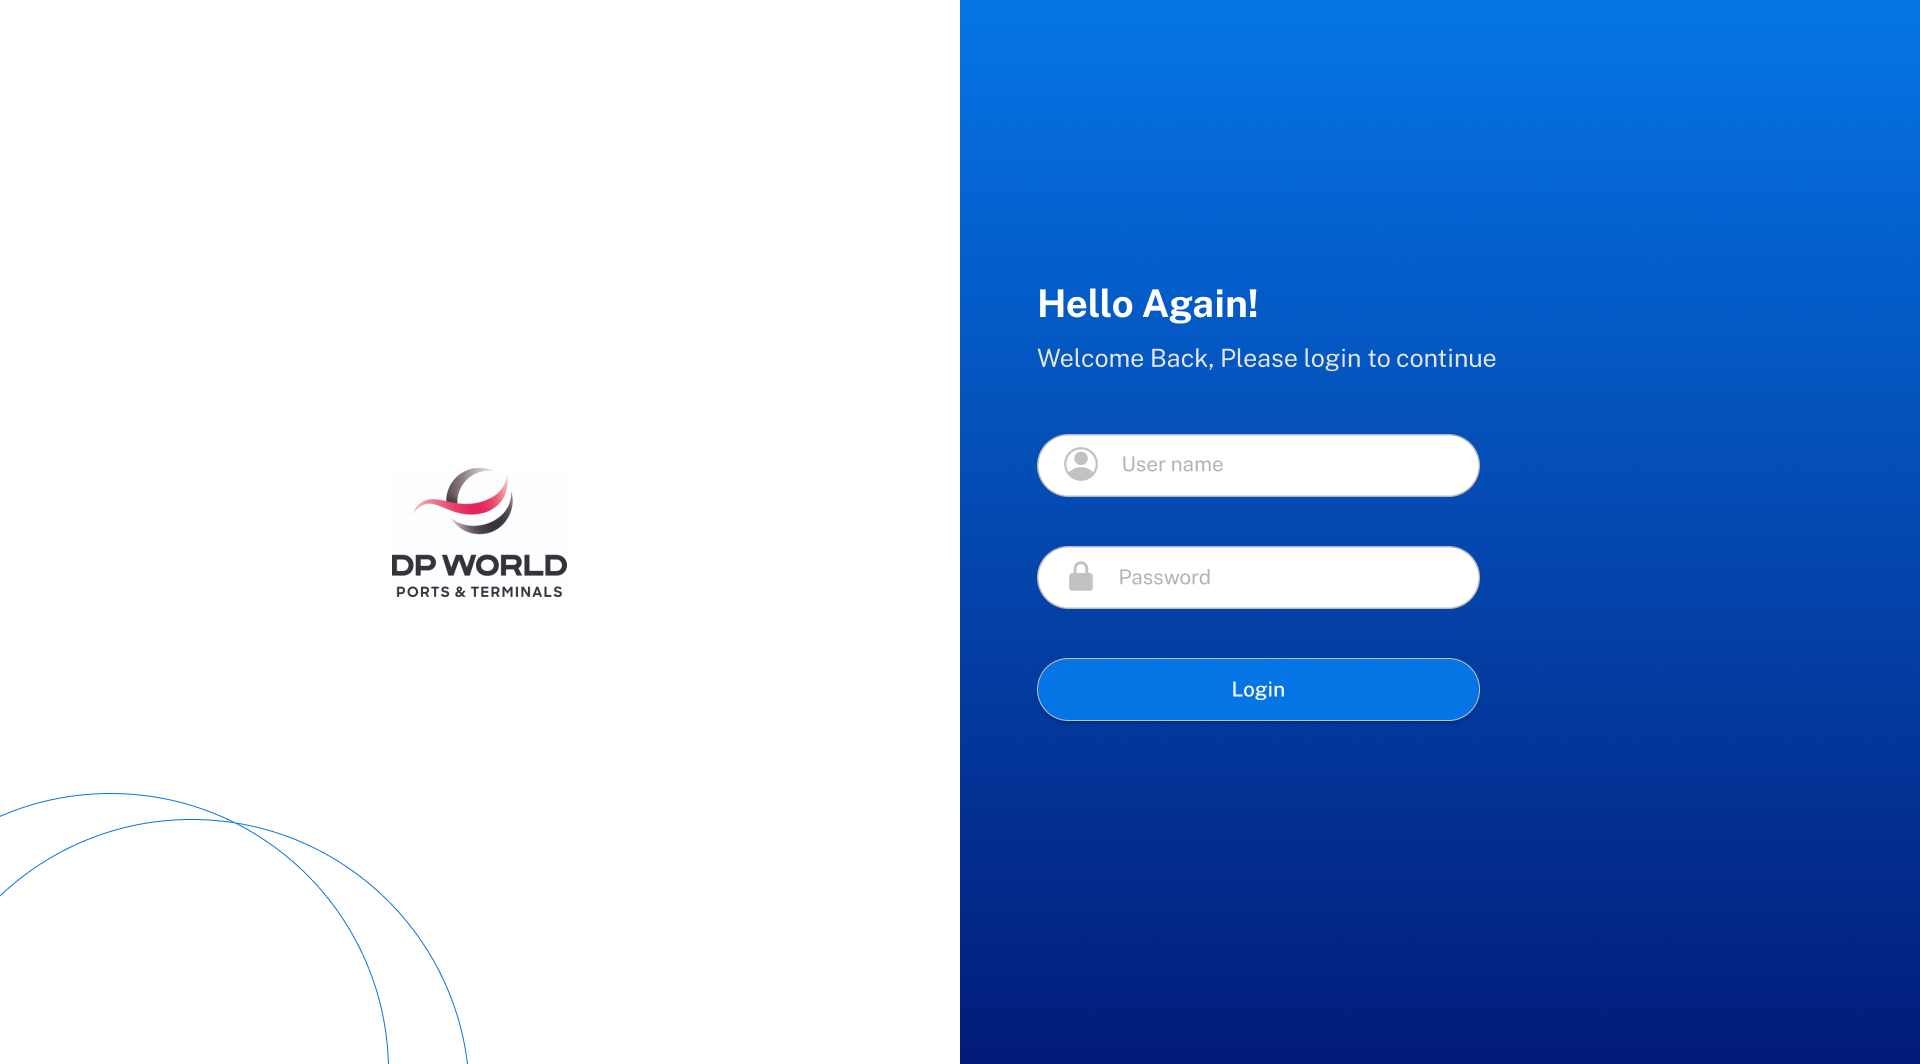 DP WORLD
PORTS & TERMINALS
Hello Again!
Welcome Back, Please login to continue
User name
Password
Login